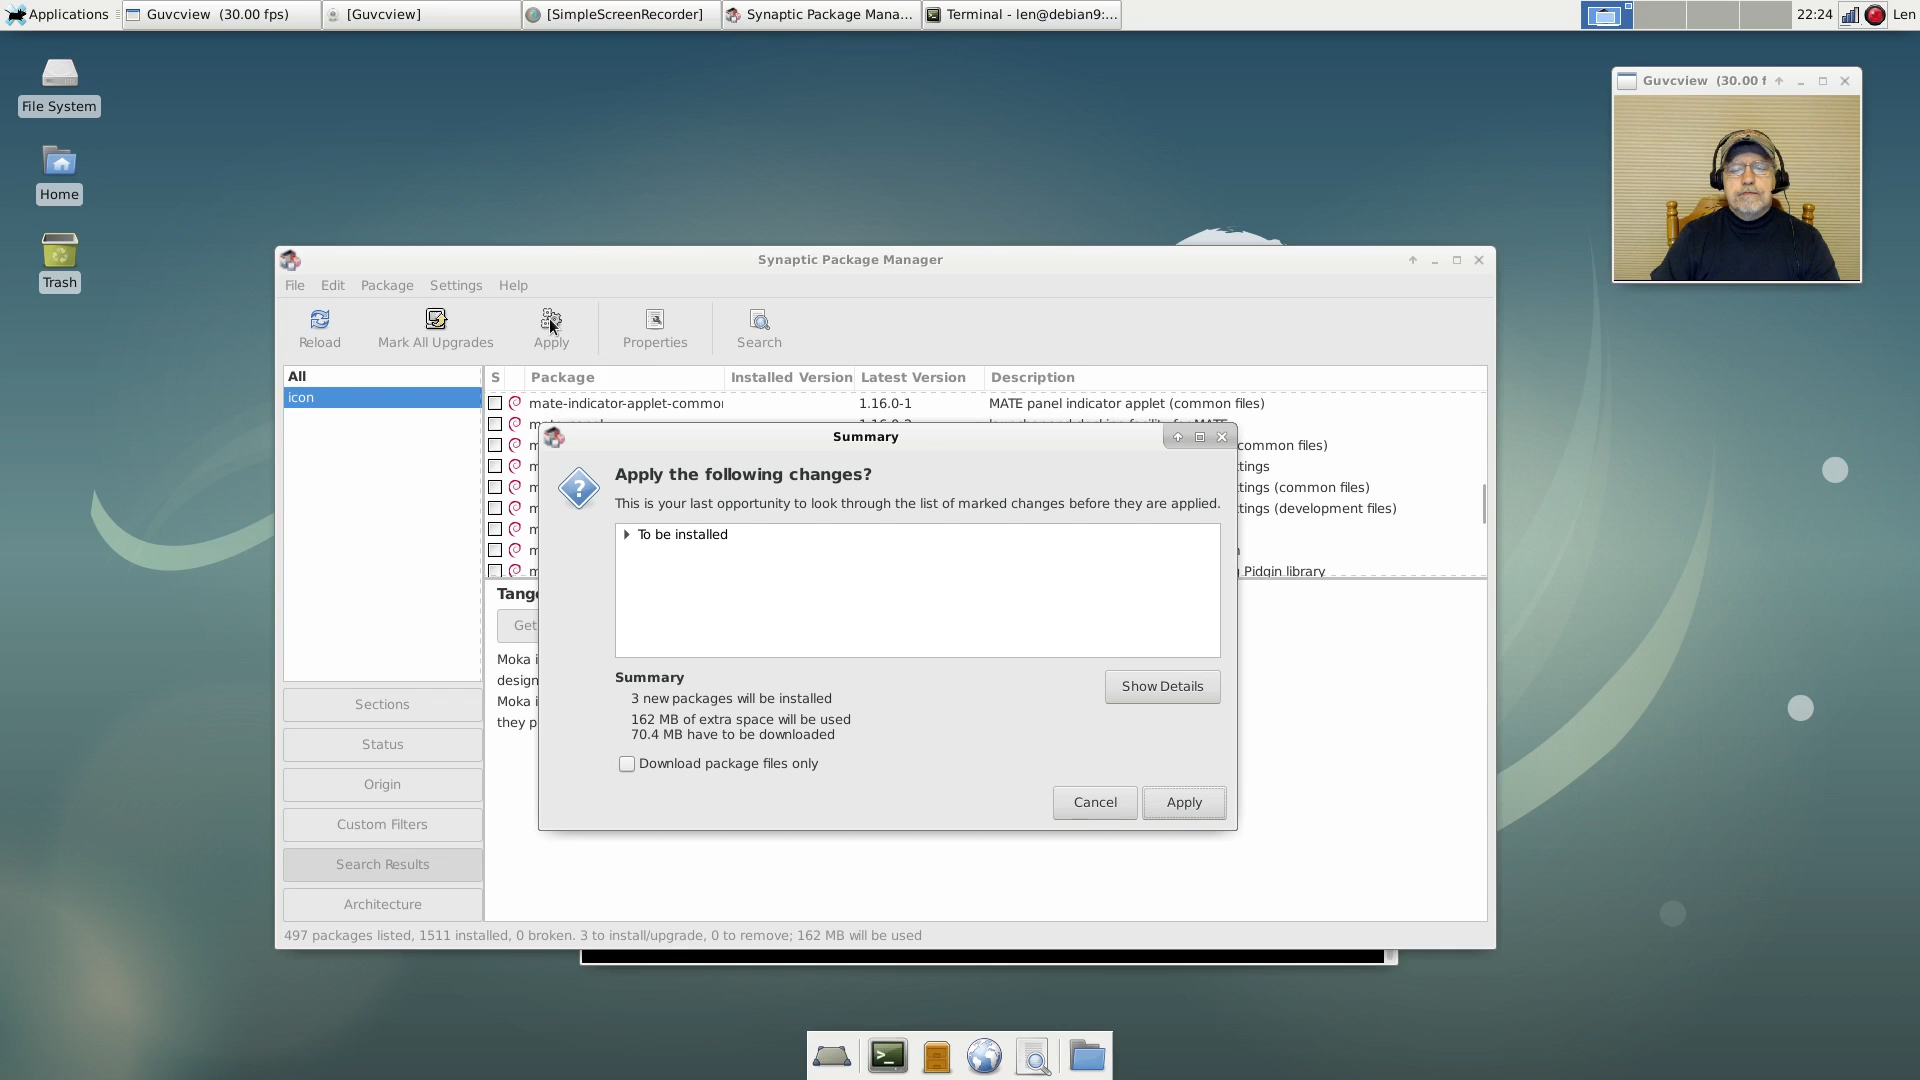 Applications
Guvcview (30.00 fps)
[Guvcview]
[SimpleScreenRecorder]
Synaptic Package Mana...
Terminal - len@debian9:...
22:24
Len
File System
Home
Trash
Guvcview (30.00 f
Synaptic Package Manager
File Edit Package Settings Help
Reload
Mark All Upgrades
Apply
Properties
Search
All
icon
S Package Installed Version Latest Version Description
mate-indicator-applet-common 1.16.0-1 MATE panel indicator applet (common files)
common files)
tings
tings (common files)
tings (development files)
Pidgin library
Summary
Apply the following changes?
This is your last opportunity to look through the list of marked changes before they are applied.
To be installed
Summary
3 new packages will be installed
162 MB of extra space will be used
70.4 MB have to be downloaded
Show Details
Download package files only
Cancel
Apply
Tang
Get
Moka i
design
Moka i
they p
Sections
Status
Origin
Custom Filters
Search Results
Architecture
497 packages listed, 1511 installed, 0 broken. 3 to install/upgrade, 0 to remove; 162 MB will be used